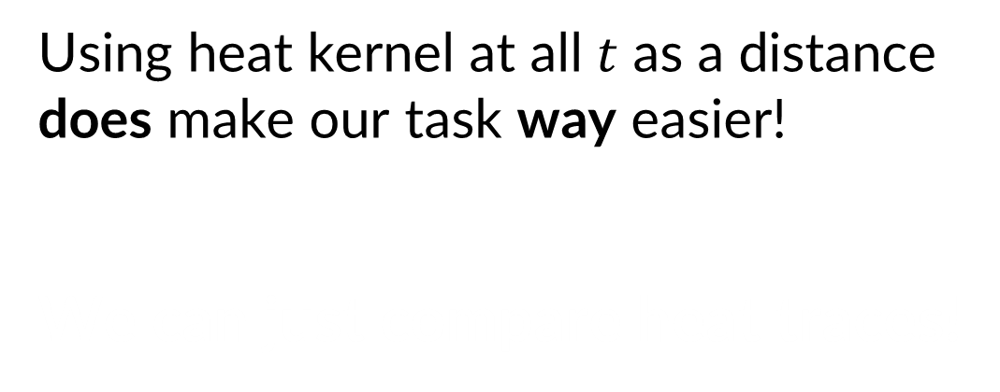 Using heat kernel at all t as a distance
does make our task way easier!